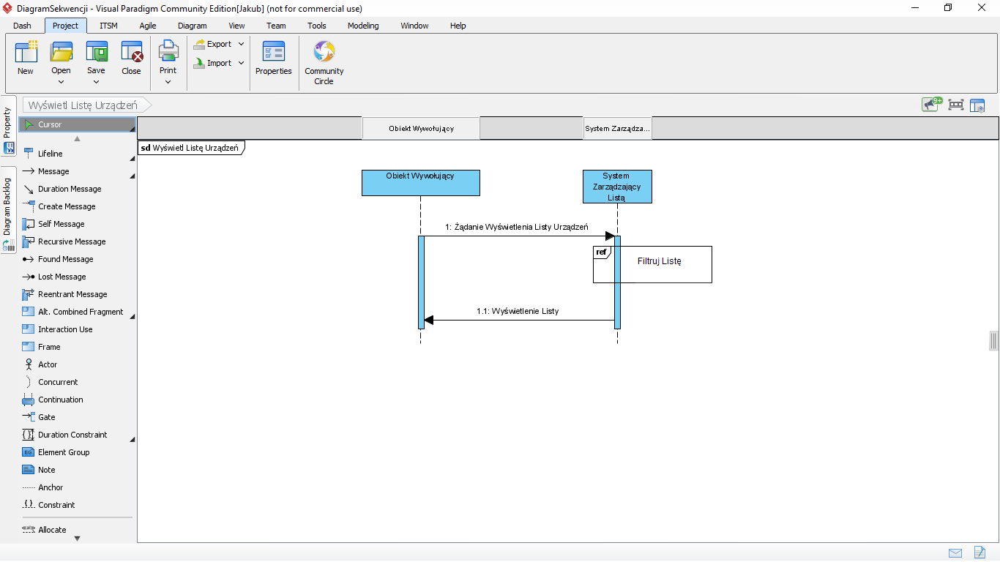 DiagramSekwencji - Visual Paradigm Community Edition[Jakub] (not for commercial use)
Dash Project ITSM Agile Diagram View Team Tools Modeling Window Help
New Open Save Close Print Export Import Properties Community Circle
Wyświetl Listę Urządzeń
9+
Property
Diagram Backlog
Cursor
Lifeline
Message
Duration Message
Create Message
Self Message
Recursive Message
Found Message
Lost Message
Reentrant Message
Alt. Combined Fragment
Interaction Use
Frame
Actor
Concurrent
Continuation
Gate
Duration Constraint
EG Element Group
Note
Anchor
Constraint
Allocate
Obiekt Wywołujący System Zarządza...
sd Wyświetl Listę Urządzeń
Obiekt Wywołujący
System
Zarządzający
Listą
1: Żądanie Wyświetlenia Listy Urządzeń
ref
Filtruj Listę
1.1: Wyświetlenie Listy